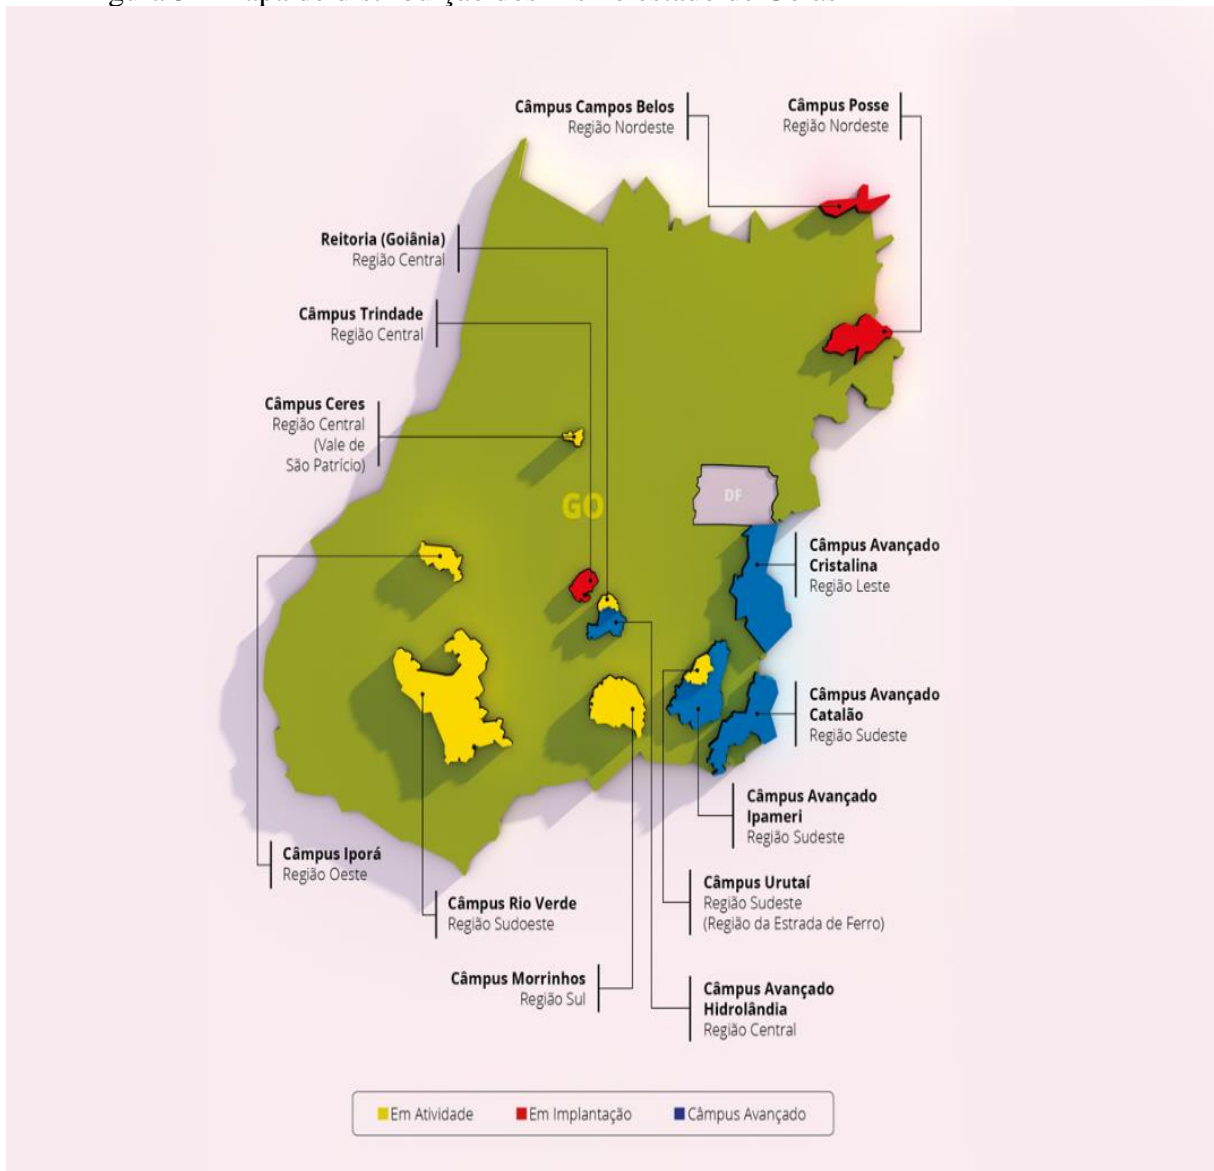 Câmpus Campos Belos
Região Nordeste
Câmpus Posse
Região Nordeste
Reitoria (Goiânia)
Região Central
Câmpus Trindade
Região Central
Câmpus Ceres
Região Central
(Vale de
São Patrício)
GO
DF
Câmpus Avançado
Cristalina
Região Leste
Câmpus Avançado
Catalão
Região Sudeste
Câmpus Avançado
Ipameri
Região Sudeste
Câmpus Iporá
Região Oeste
Câmpus Urutaí
Região Sudeste
(Região da Estrada de Ferro)
Câmpus Rio Verde
Região Sudoeste
Câmpus Morrinhos
Região Sul
Câmpus Avançado
Hidrolândia
Região Central
Em Atividade
Em Implantação
Câmpus Avançado